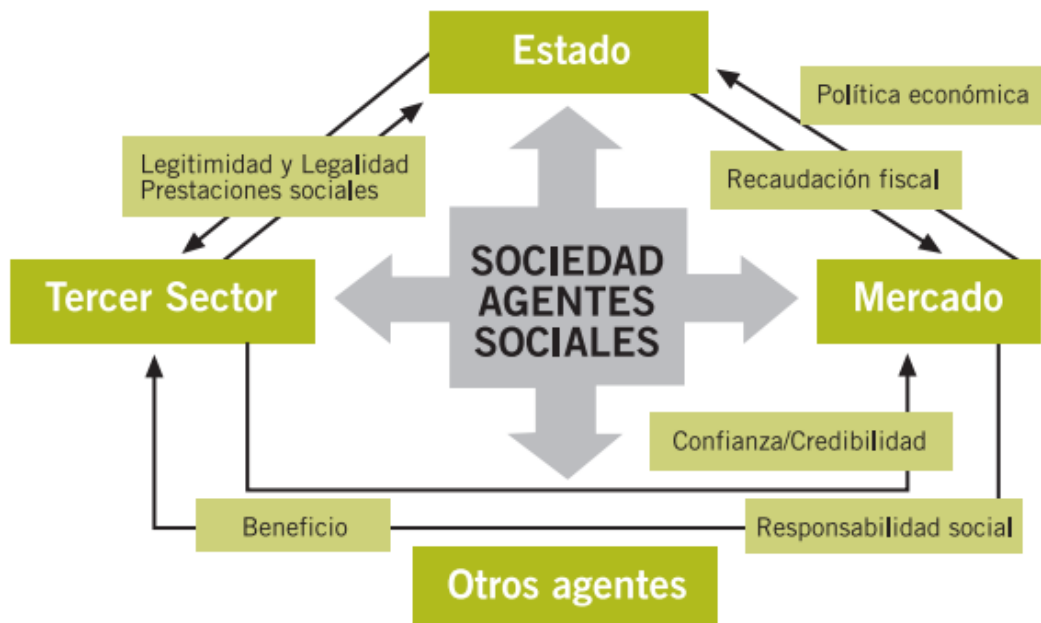 Estado
Política económica
Legitimidad y Legalidad
Prestaciones sociales
Recaudación fiscal
SOCIEDAD
AGENTES
SOCIALES
Tercer Sector
Mercado
Confianza/Credibilidad
Beneficio
Responsabilidad social
Otros agentes